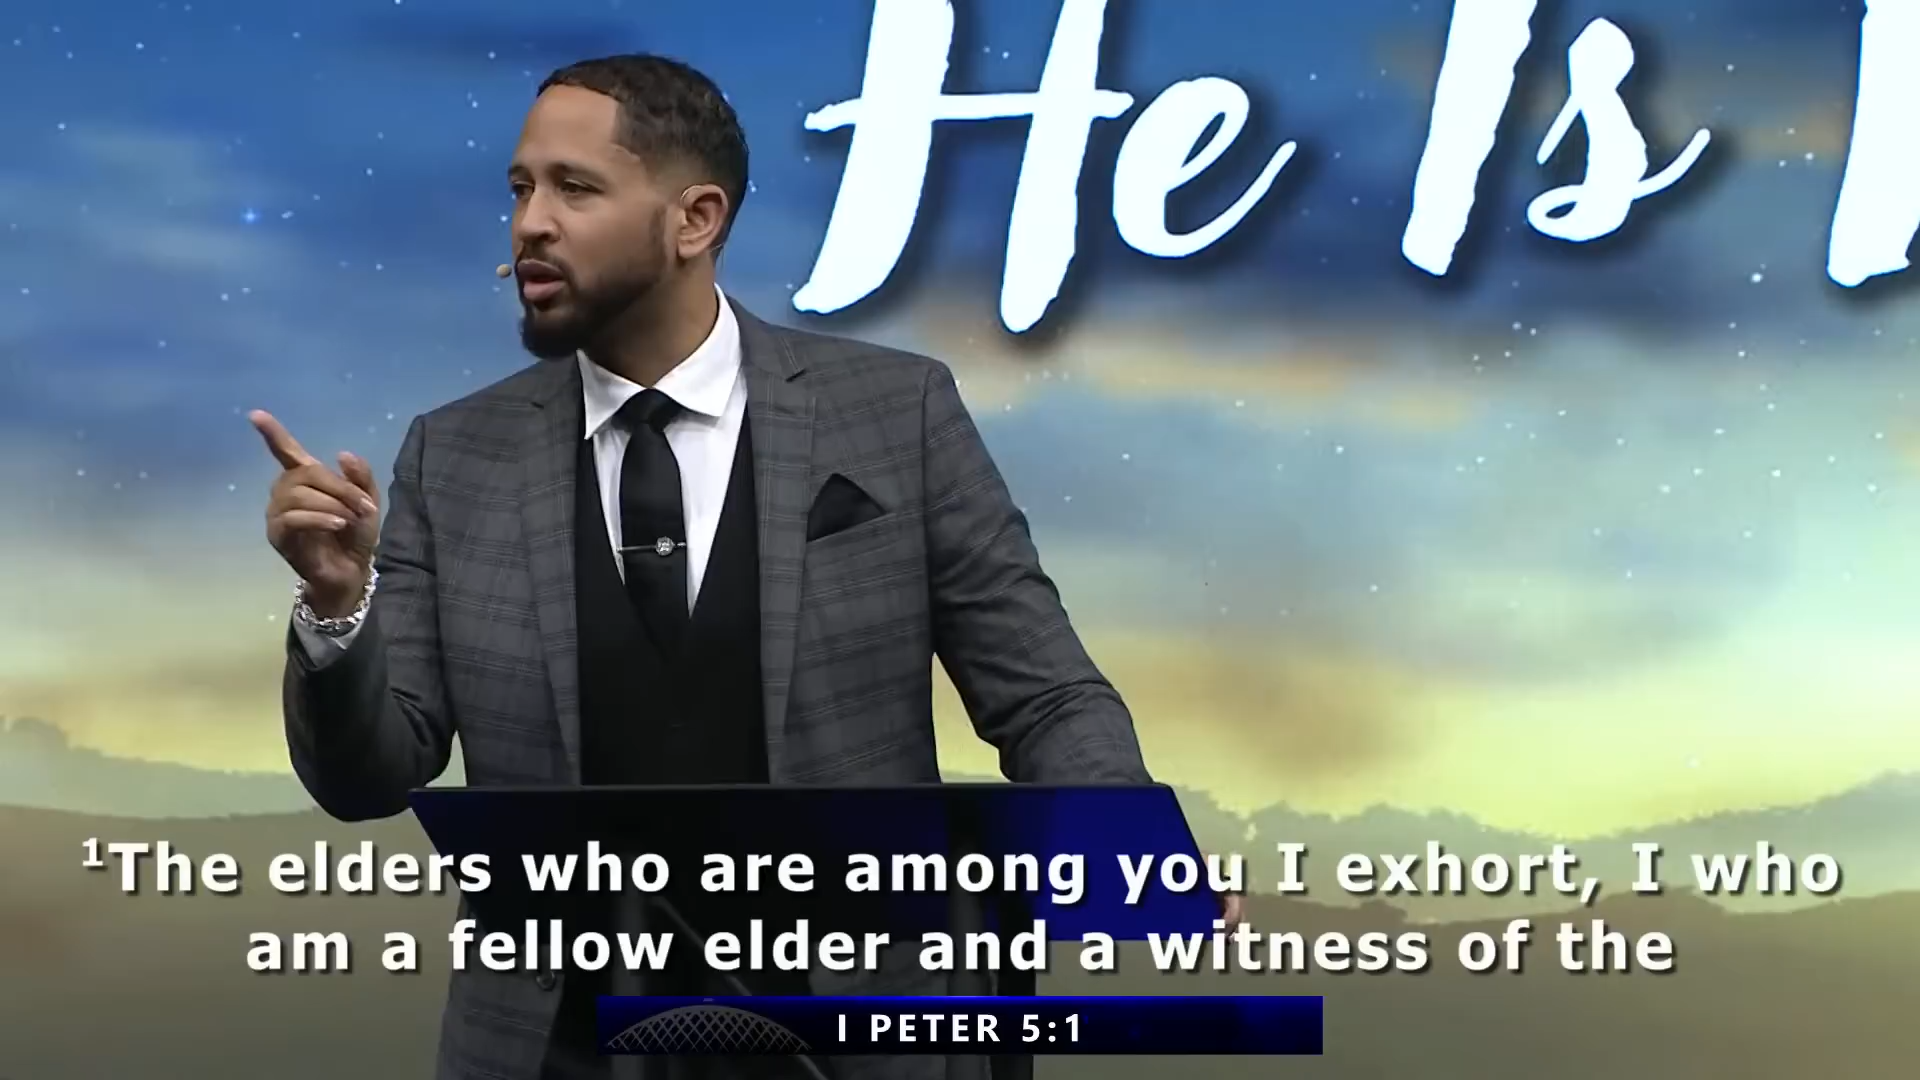 He Is
¹The elders who are among you I exhort, I who
am a fellow elder and a witness of the
I PETER 5:1